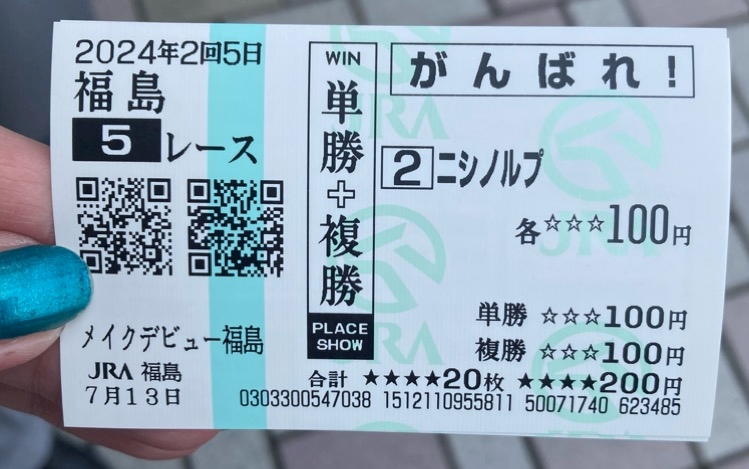 2024年2回5日
福島
5レース
メイクデビュー福島
JRA 福島
7月13日
WIN
単勝+複勝
PLACE
SHOW
がんばれ!
2 ニシノルプ
各☆☆☆100円
単勝 ☆☆☆100円
複勝 ☆☆☆100円
合計 ★★★★20枚 ★★★★200円
0303300547038 1512110955811 50071740 623485
JRA
JRA
JRA